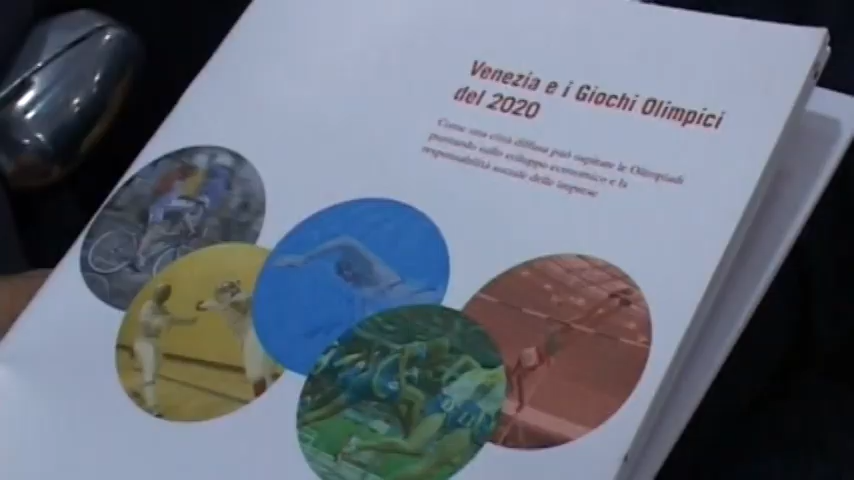 Venezia e i Giochi Olimpici
del 2020
Come una città diffusa può ospitare le Olimpiadi
puntando sullo sviluppo economico e la
responsabilità sociale delle imprese